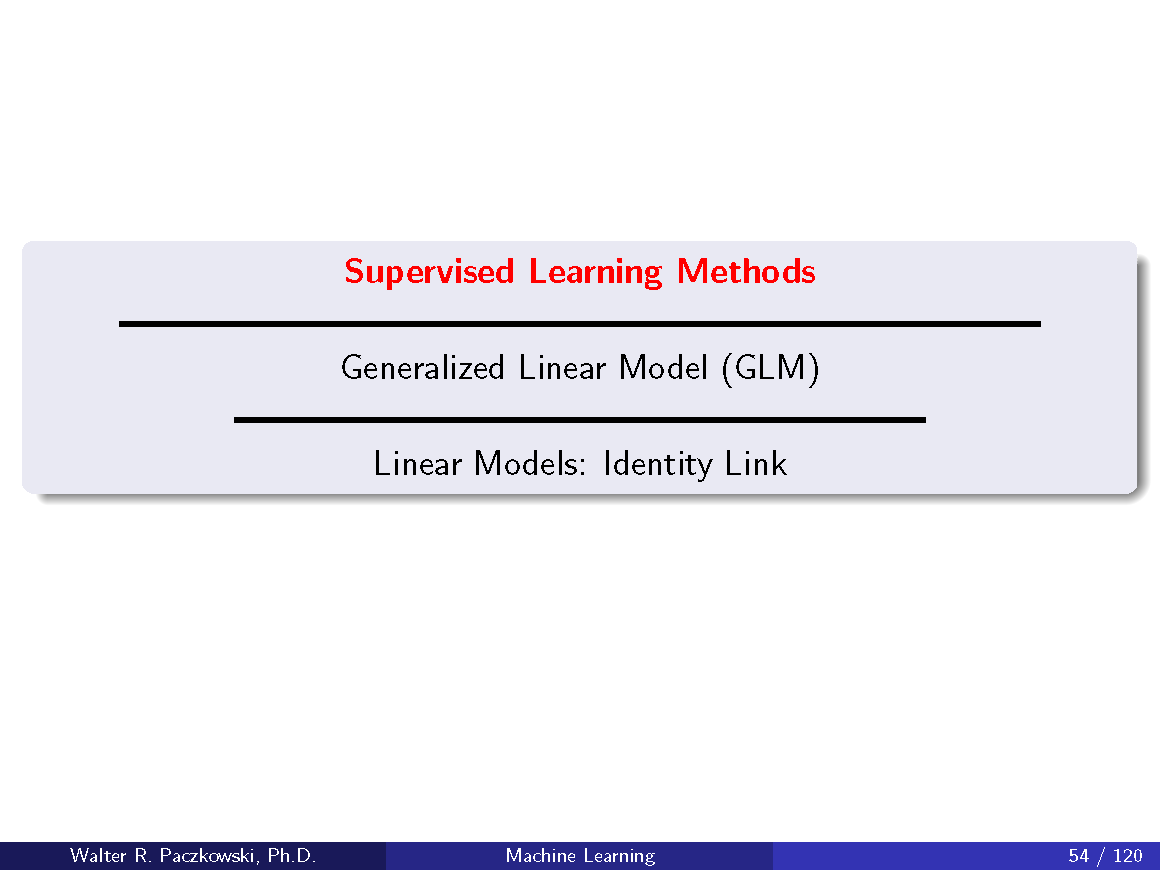 Supervised Learning Methods
Generalized Linear Model (GLM)
Linear Models: Identity Link
Walter R. Paczkowski, Ph.D.
Machine Learning
54 / 120